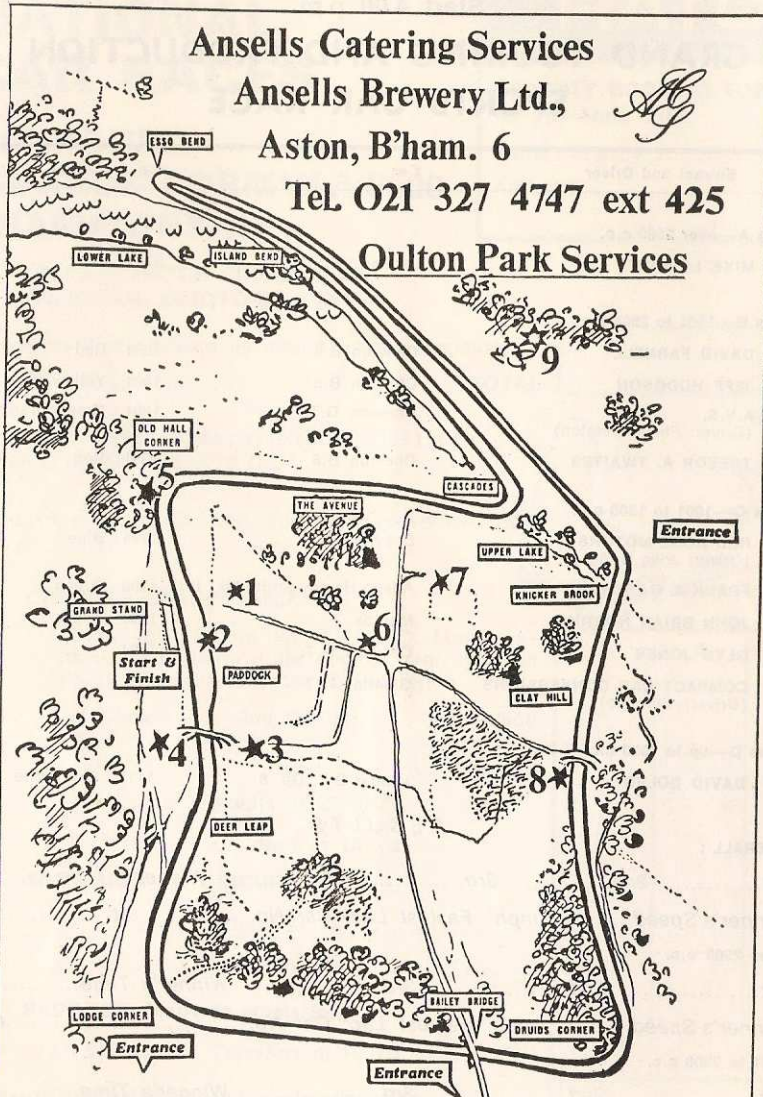 Ansells Catering Services
Ansells Brewery Ltd.,
Aston, B'ham. 6
Tel. 021 327 4747 ext 425
Oulton Park Services
ESSO BEND
LOWER LAKE
ISLAND BEND
9
OLD HALL
CORNER
5
CASCADES
THE AVENUE
Entrance
UPPER LAKE
1
7
KNICKER BROOK
GRAND STAND
2
6
Start &
Finish
PADDOCK
CLAY HILL
4
3
8
DEER LEAP
BAILEY BRIDGE
LODGE CORNER
DRUIDS CORNER
Entrance
Entrance